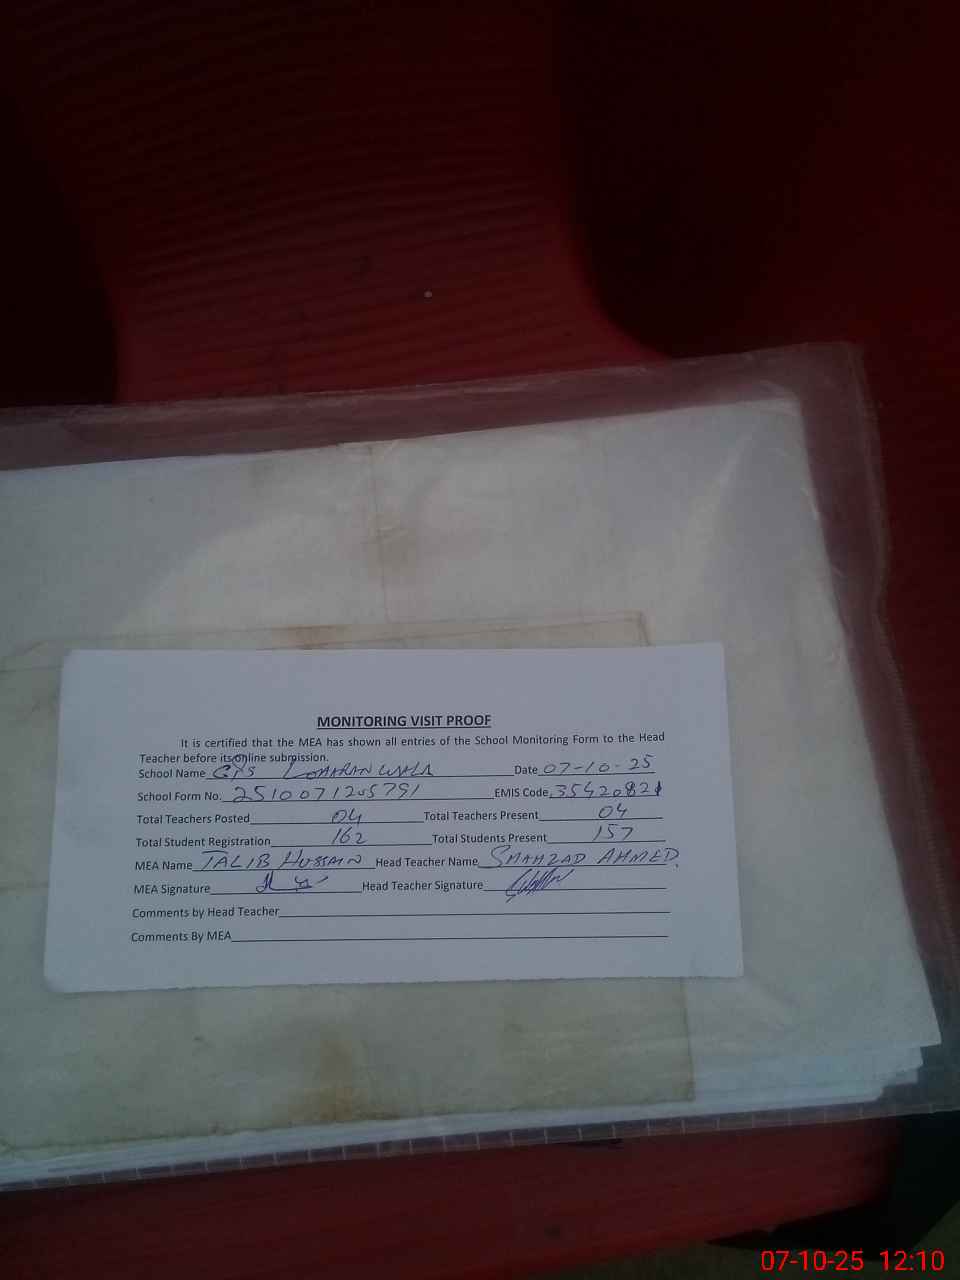 MONITORING VISIT PROOF
It is certified that the MEA has shown all entries of the School Monitoring Form to the Head
Teacher before its online submission.
School Name GPS LOHARAN WALA Date 07-10-25
School Form No. 2510071205791 EMIS Code 35420821
Total Teachers Posted 04 Total Teachers Present 04
Total Student Registration 162 Total Students Present 157
MEA Name TALIB HUSSAIN Head Teacher Name SHAHZAD AHMED.
MEA Signature Head Teacher Signature
Comments by Head Teacher
Comments By MEA
07-10-25 12:10